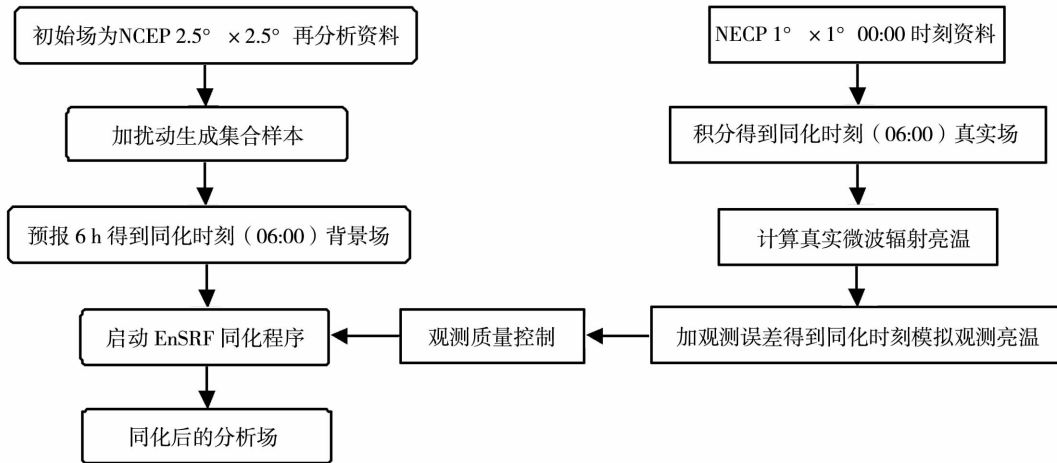 初始场为NCEP 2.5° ×2.5° 再分析资料
加扰动生成集合样本
预报 6 h 得到同化时刻（06:00）背景场
启动 EnSRF 同化程序
同化后的分析场
NECP 1° ×1° 00:00 时刻资料
积分得到同化时刻（06:00）真实场
计算真实微波辐射亮温
加观测误差得到同化时刻模拟观测亮温
观测质量控制